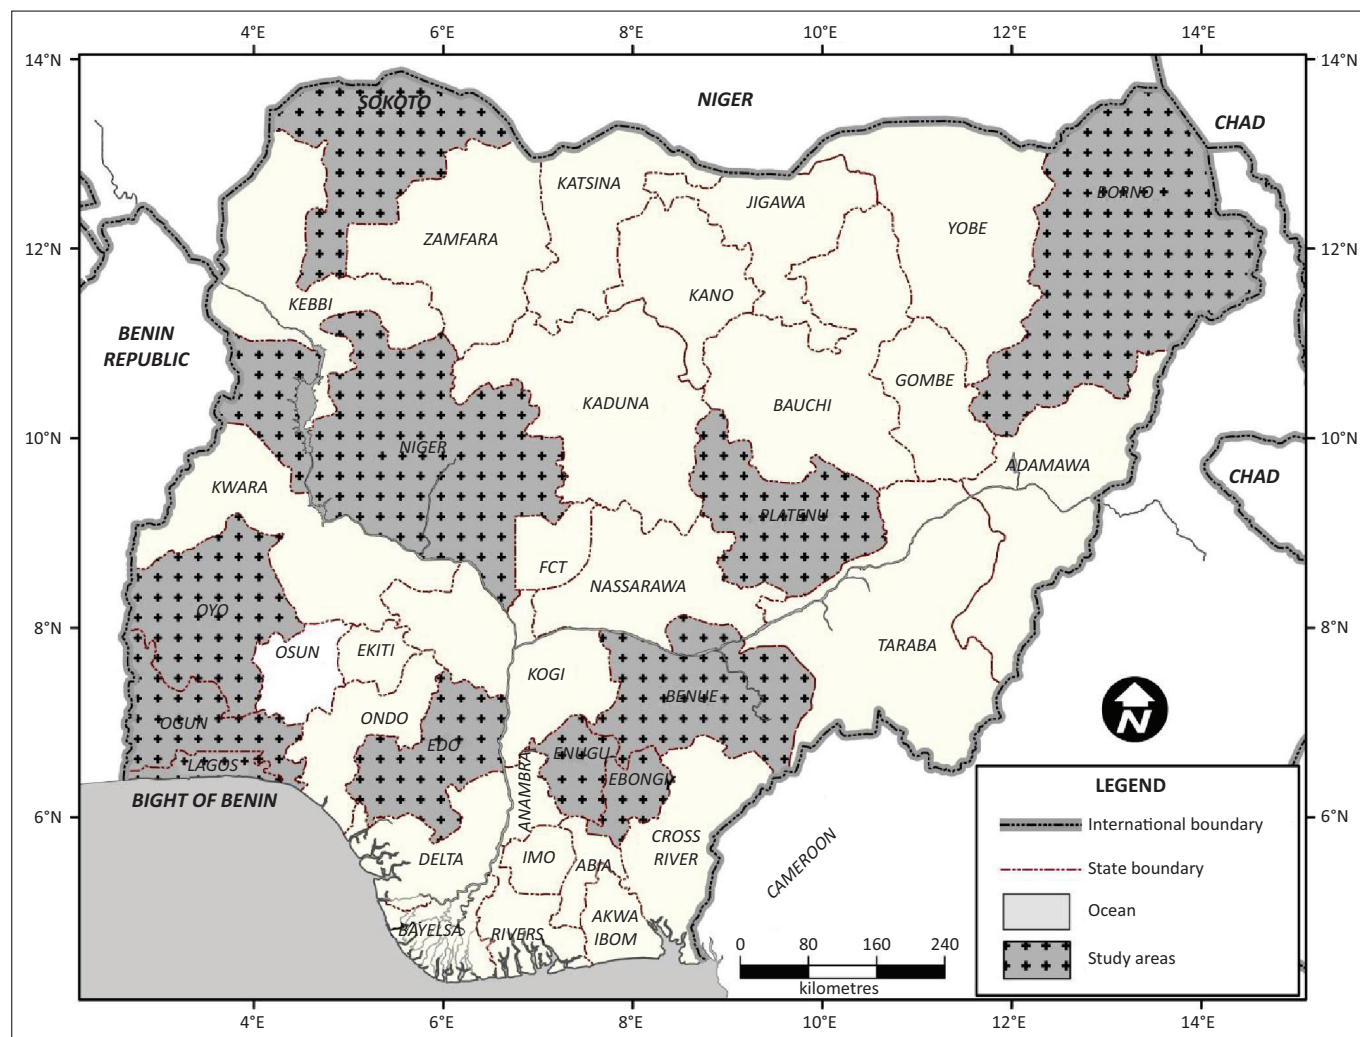 4°E 6°E 8°E 10°E 12°E 14°E
14°N 14°N
SOKOTO
NIGER
CHAD
KATSINA
JIGAWA
BORNO
ZAMFARA
YOBE
12°N 12°N
KEBBI
KANO
BENIN
REPUBLIC
GOMBE
KADUNA
BAUCHI
10°N 10°N
NIGER
ADAMAWA
CHAD
KWARA
PLATENU
FCT
NASSARAWA
OYO
8°N 8°N
OSUN
EKITI
TARABA
KOGI
BENUE
OGUN
ONDO
EDO
ENUGU
LAGOS
EBONGI
ANAMBRA
BIGHT OF BENIN
6°N 6°N
CROSS
RIVER
DELTA
IMO
ABIA
CAMEROON
AKWA
IBOM
BAYELSA
RIVERS
N
LEGEND
International boundary
State boundary
Ocean
Study areas
0 80 160 240
kilometres
4°E 6°E 8°E 10°E 12°E 14°E